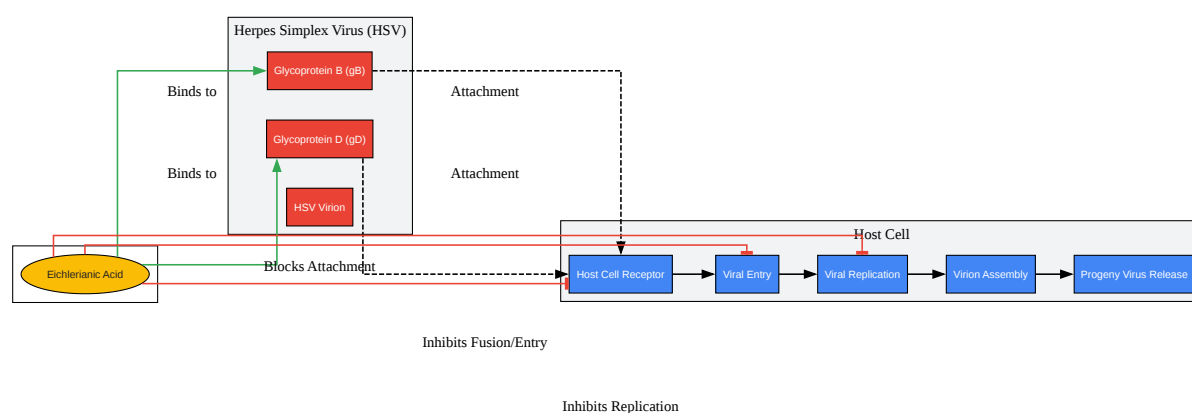 Herpes Simplex Virus (HSV)
Glycoprotein B (gB)
Binds to
Attachment
Glycoprotein D (gD)
Binds to
Attachment
HSV Virion
Host Cell
Eichlerianic Acid
Blocks Attachment
Host Cell Receptor
Viral Entry
Viral Replication
Virion Assembly
Progeny Virus Release
Inhibits Fusion/Entry
Inhibits Replication